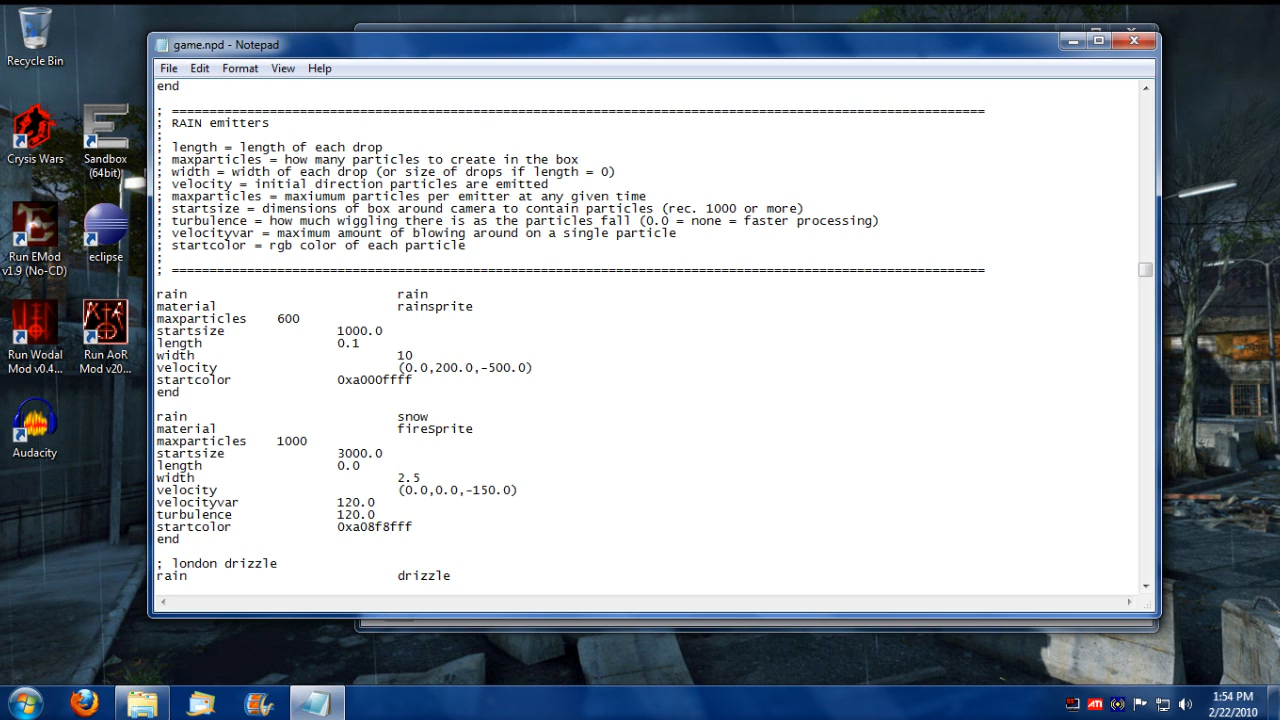 Recycle Bin
Crysis Wars
Sandbox
(64bit)
Run EMod
v1.9 (No-CD)
eclipse
Run Wodal
Mod v0.4...
Run AoR
Mod v20...
Audacity
game.npd - Notepad
File Edit Format View Help
end
; ============================================================================================================
; RAIN emitters
;
; length = length of each drop
; maxparticles = how many particles to create in the box
; width = width of each drop (or size of drops if length = 0)
; velocity = initial direction particles are emitted
; maxparticles = maxiumum particles per emitter at any given time
; startsize = dimensions of box around camera to contain particles (rec. 1000 or more)
; turbulence = how much wiggling there is as the particles fall (0.0 = none = faster processing)
; velocityvar = maximum amount of blowing around on a single particle
; startcolor = rgb color of each particle
;
; ============================================================================================================
rain rain
material rainsprite
maxparticles 600
startsize 1000.0
length 0.1
width 10
velocity (0.0,200.0,-500.0)
startcolor 0xa000ffff
end
rain snow
material fireSprite
maxparticles 1000
startsize 3000.0
length 0.0
width 2.5
velocity (0.0,0.0,-150.0)
velocityvar 120.0
turbulence 120.0
startcolor 0xa08f8fff
end
; london drizzle
rain drizzle
ATI
1:54 PM
2/22/2010